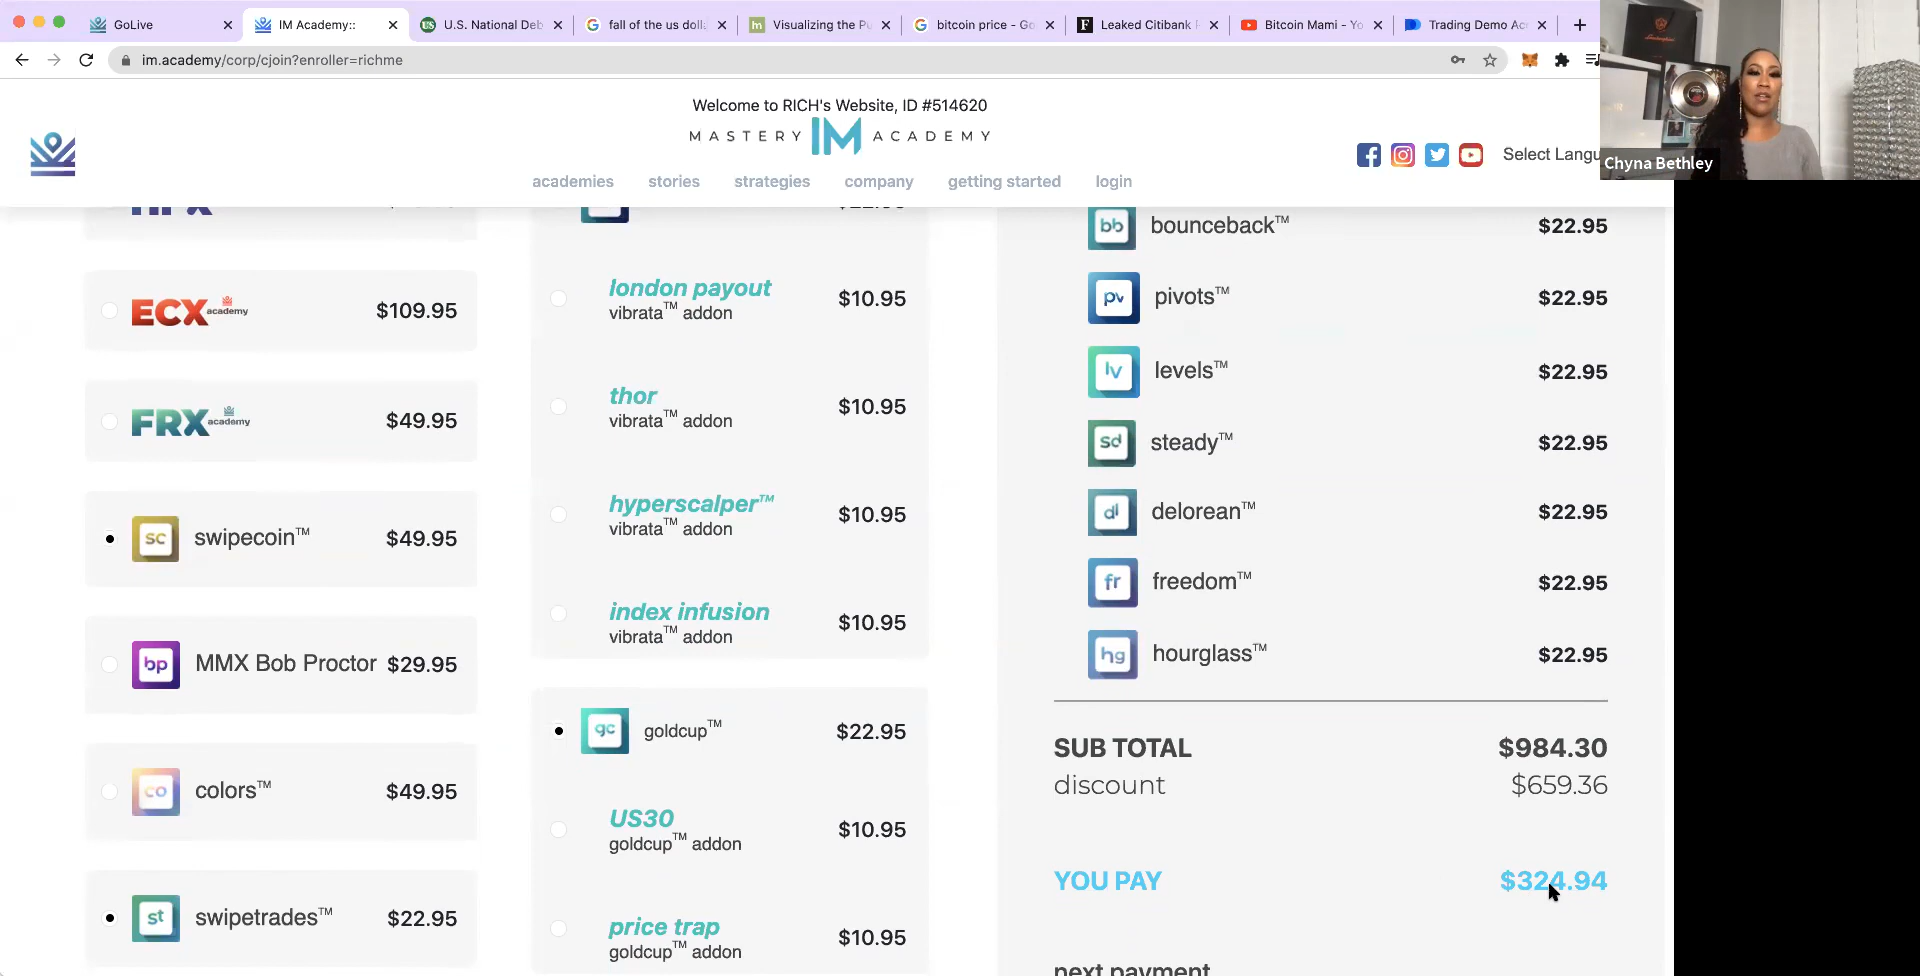 GoLive
IM Academy::
U.S. National Deb
fall of the us dolla
Visualizing the Pu
bitcoin price - Go
Leaked Citibank
Bitcoin Mami - Yo
Trading Demo Ac
im.academy/corp/cjoin?enroller=richme
Chyna Bethley
Welcome to RICH's Website, ID #514620
MASTERY IM ACADEMY
Select Langu
academies stories strategies company getting started login
ECX academy $109.95
FRX academy $49.95
sc swipecoin™ $49.95
bp MMX Bob Proctor $29.95
co colors™ $49.95
st swipetrades™ $22.95
london payout
vibrata™ addon $10.95
thor
vibrata™ addon $10.95
hyperscalper™
vibrata™ addon $10.95
index infusion
vibrata™ addon $10.95
gc goldcup™ $22.95
US30
goldcup™ addon $10.95
price trap
goldcup™ addon $10.95
bb bounceback™ $22.95
pv pivots™ $22.95
lv levels™ $22.95
sd steady™ $22.95
dl delorean™ $22.95
fr freedom™ $22.95
hg hourglass™ $22.95
SUB TOTAL $984.30
discount $659.36
YOU PAY $324.94
next payment